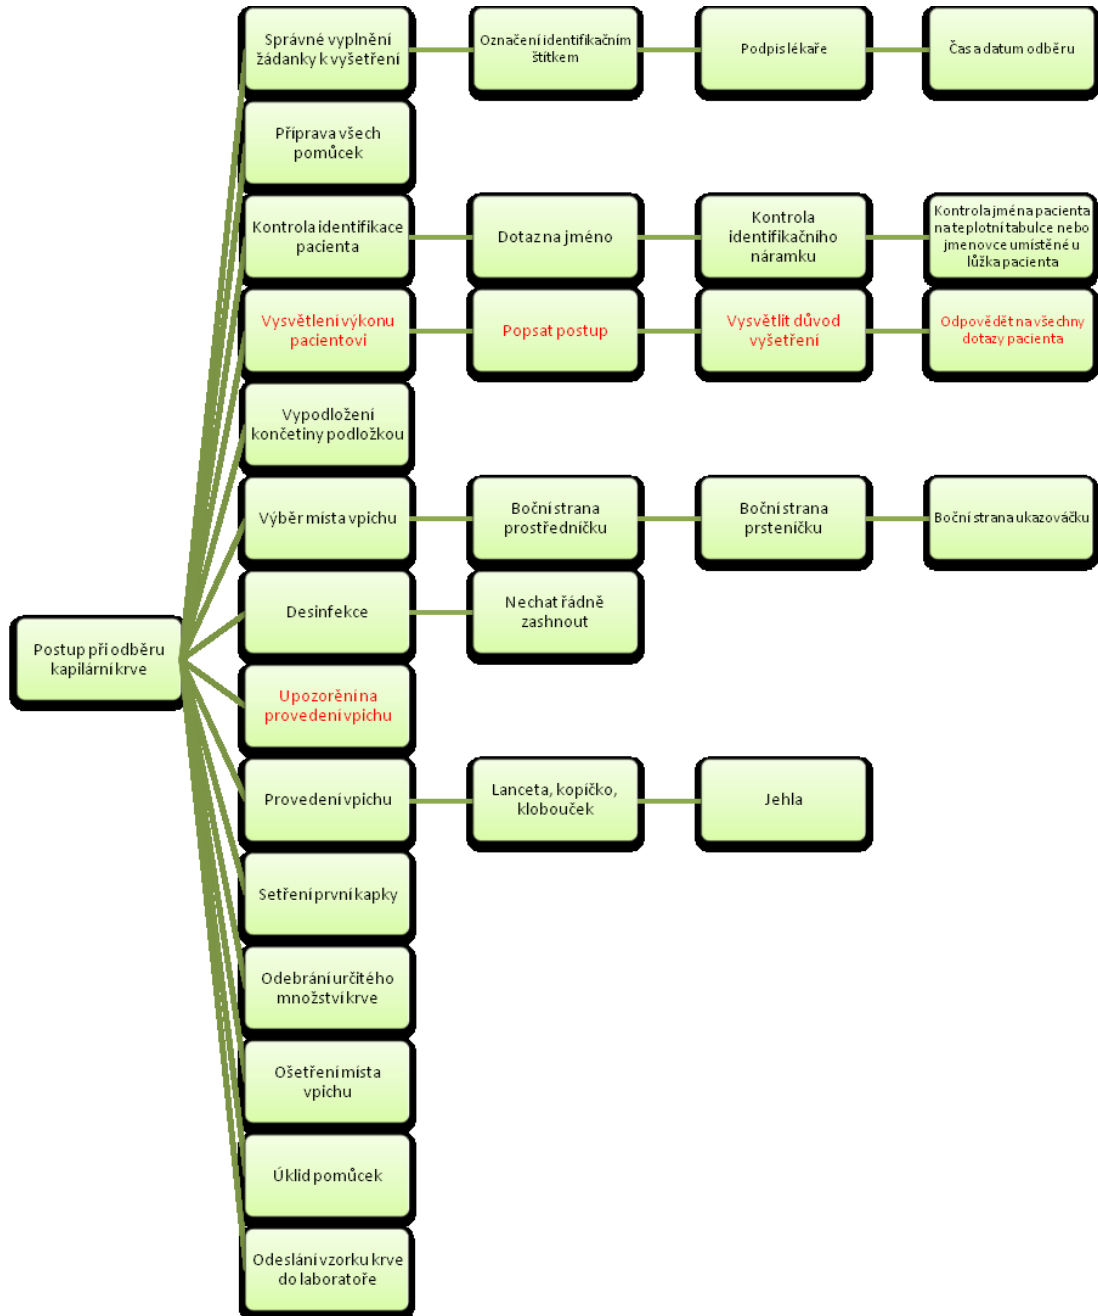 Správné vyplnění
žádanky k vyšetření
Označení identifikačním
štítkem
Podpis lékaře
Čas a datum odběru
Příprava všech
pomůcek
Kontrola identifikace
pacienta
Dotaz na jméno
Kontrola
identifikačního
náramku
Kontrola jména pacienta
na teplotní tabulce nebo
jmenovce umístěné u
lůžka pacienta
Vysvětlení výkonu
pacientovi
Popsat postup
Vysvětlit důvod
vyšetření
Odpovědět na všechny
dotazy pacienta
Vypodložení
končetiny podložkou
Výběr místa vpichu
Boční strana
prostředníčku
Boční strana
prsteníčku
Boční strana ukazováčku
Desinfekce
Nechat řádně
zashnout
Postup při odběru
kapilární krve
Upozorění na
provedení vpichu
Provedení vpichu
Lanceta, kopíčko,
klobouček
Jehla
Setření první kapky
Odebrání určitého
množství krve
Ošetření místa
vpichu
Úklid pomůcek
Odeslání vzorku krve
do laboratoře